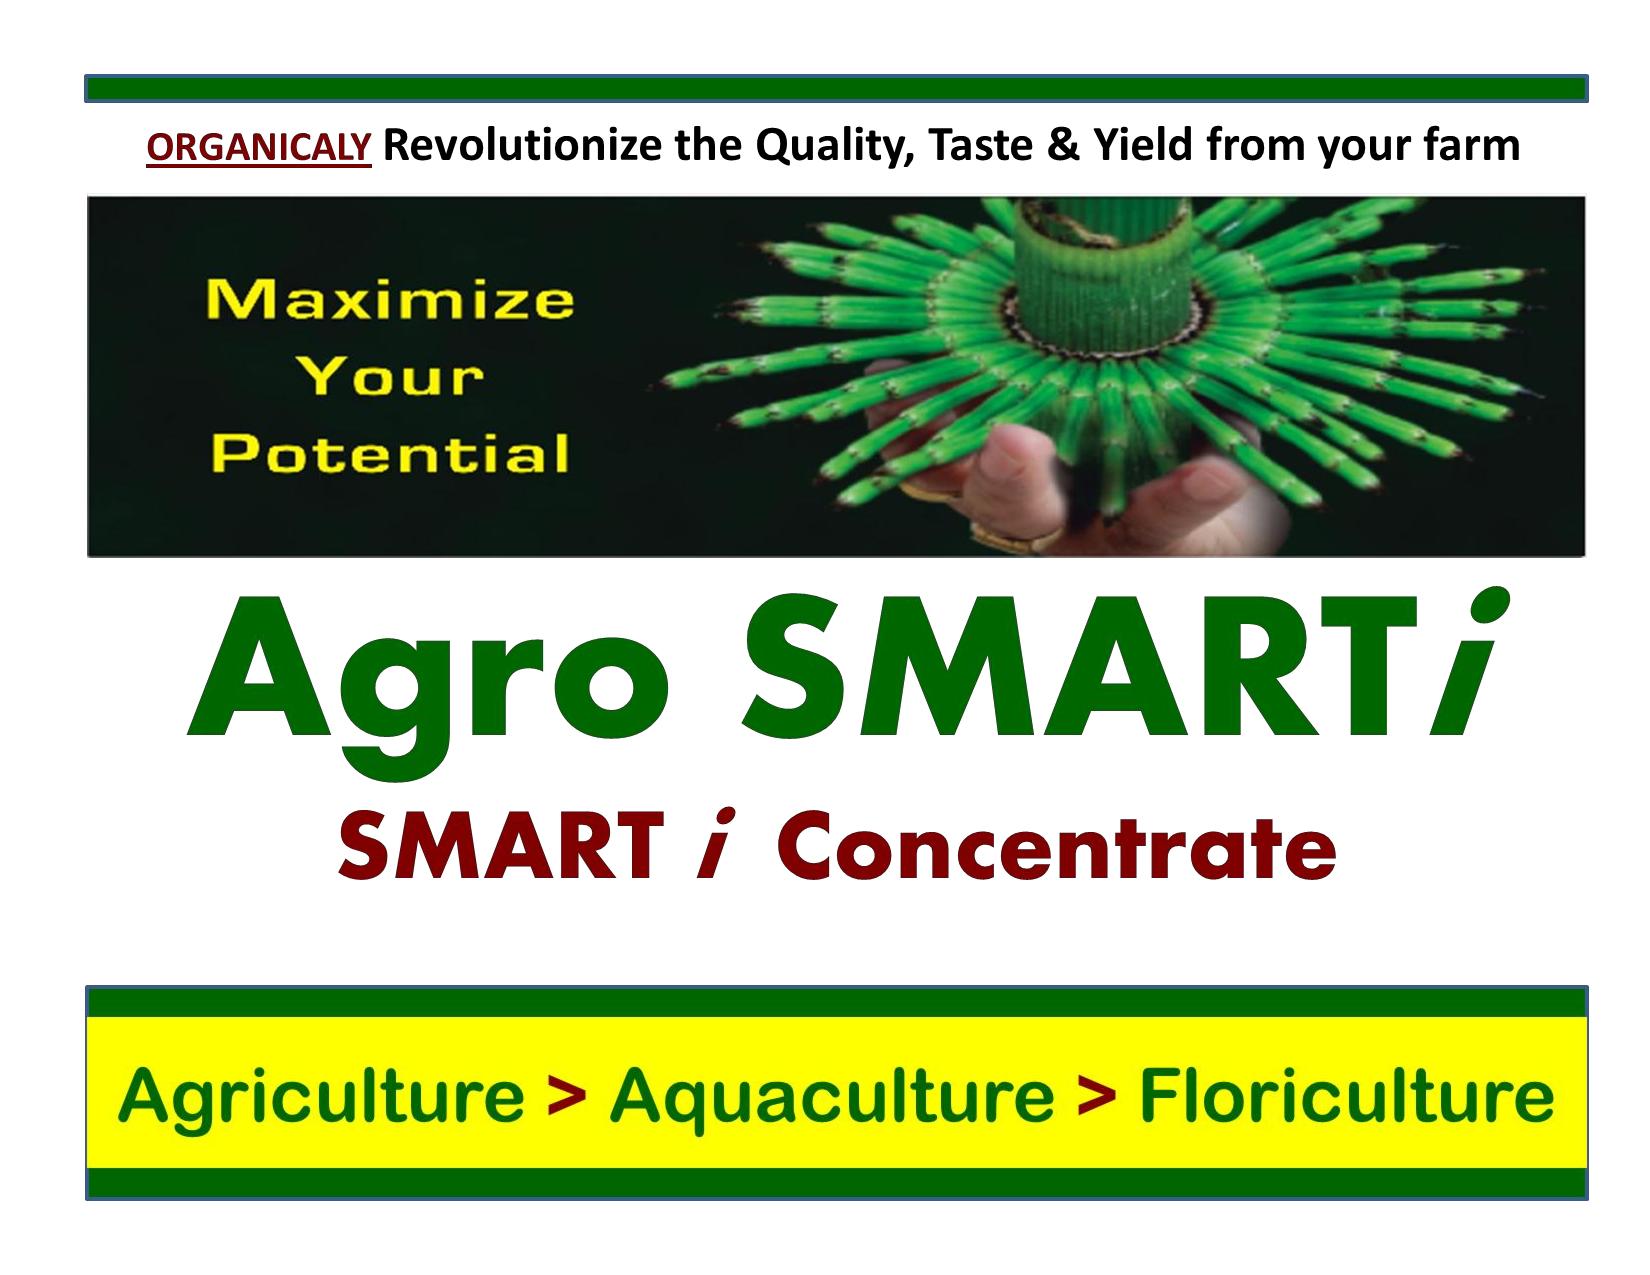 ORGANICALY Revolutionize the Quality, Taste & Yield from your farm
Maximize
Your
Potential
Agro SMARTi
SMART i Concentrate
Agriculture > Aquaculture > Floriculture